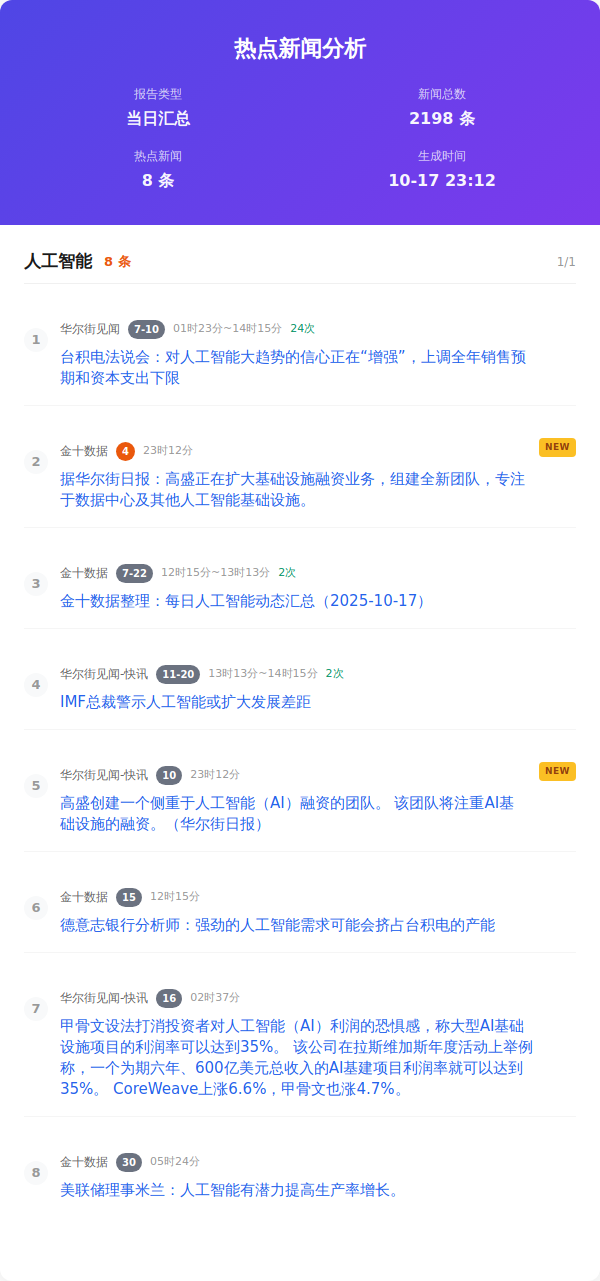 热点新闻分析
报告类型
当日汇总
新闻总数
2198 条
热点新闻
8 条
生成时间
10-17 23:12
人工智能 8 条 1/1
1
华尔街见闻 7-10 01时23分~14时15分 24次
台积电法说会：对人工智能大趋势的信心正在“增强”，上调全年销售预
期和资本支出下限
2
金十数据 4 23时12分 NEW
据华尔街日报：高盛正在扩大基础设施融资业务，组建全新团队，专注
于数据中心及其他人工智能基础设施。
3
金十数据 7-22 12时15分~13时13分 2次
金十数据整理：每日人工智能动态汇总（2025-10-17）
4
华尔街见闻-快讯 11-20 13时13分~14时15分 2次
IMF总裁警示人工智能或扩大发展差距
5
华尔街见闻-快讯 10 23时12分 NEW
高盛创建一个侧重于人工智能（AI）融资的团队。 该团队将注重AI基
础设施的融资。（华尔街日报）
6
金十数据 15 12时15分
德意志银行分析师：强劲的人工智能需求可能会挤占台积电的产能
7
华尔街见闻-快讯 16 02时37分
甲骨文设法打消投资者对人工智能（AI）利润的恐惧感，称大型AI基础
设施项目的利润率可以达到35%。 该公司在拉斯维加斯年度活动上举例
称，一个为期六年、600亿美元总收入的AI基建项目利润率就可以达到
35%。 CoreWeave上涨6.6%，甲骨文也涨4.7%。
8
金十数据 30 05时24分
美联储理事米兰：人工智能有潜力提高生产率增长。